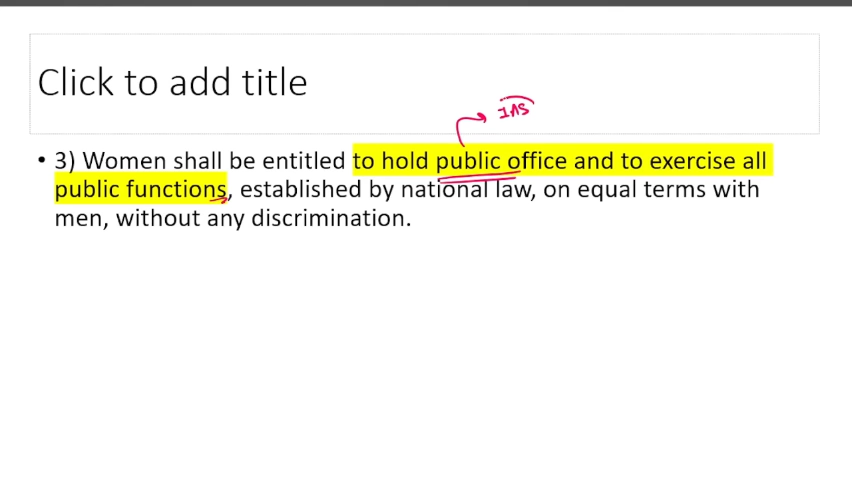 Click to add title
IAS
• 3) Women shall be entitled to hold public office and to exercise all
public functions, established by national law, on equal terms with
men, without any discrimination.